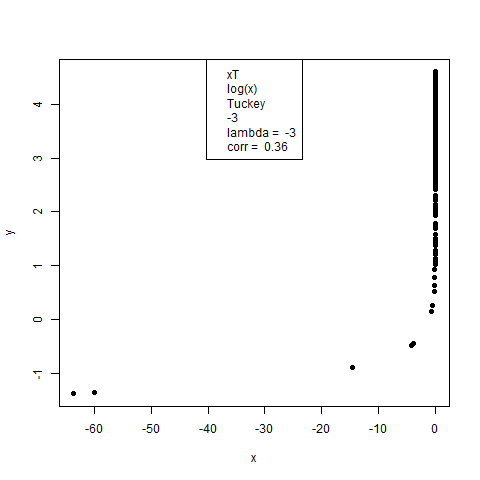 xT
log(x)
Tuckey
-3
lambda = -3
corr = 0.36
4
3
2
1
0
-1
y
-60 -50 -40 -30 -20 -10 0
x